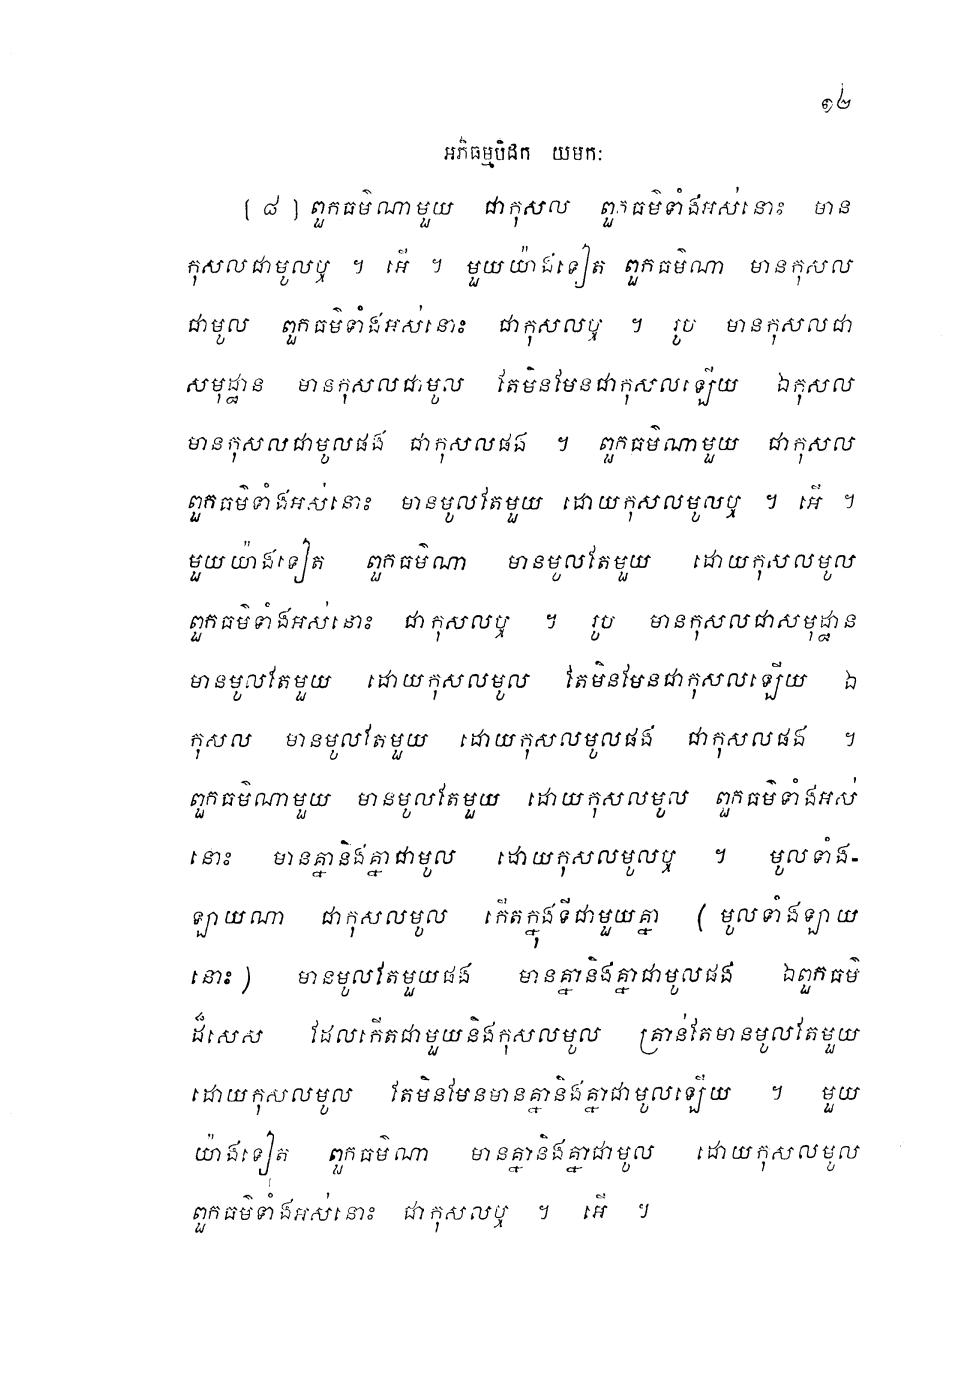 ១២
អភិធម្មបិដក យមកៈ
(៨) ពួកធម៌ណាមួយ ជាកុសល ពួកធម៌ទាំងអស់នោះ មាន
កុសលជាមូលឬ ។ អើ ។ មួយយ៉ាងទៀត ពួកធម៌ណា មានកុសល
ជាមូល ពួកធម៌ទាំងអស់នោះ ជាកុសលឬ ។ រូប មានកុសលជា
សមុដ្ឋាន មានកុសលជាមូល តែមិនមែនជាកុសលឡើយ ឯកុសល
មានកុសលជាមូលផង ជាកុសលផង ។ ពួកធម៌ណាមួយ ជាកុសល
ពួកធម៌ទាំងអស់នោះ មានមូលតែមួយ ដោយកុសលមូលឬ ។ អើ ។
មួយយ៉ាងទៀត ពួកធម៌ណា មានមូលតែមួយ ដោយកុសលមូល
ពួកធម៌ទាំងអស់នោះ ជាកុសលឬ ។ រូប មានកុសលជាសមុដ្ឋាន
មានមូលតែមួយ ដោយកុសលមូល តែមិនមែនជាកុសលឡើយ ឯ
កុសល មានមូលតែមួយ ដោយកុសលមូលផង ជាកុសលផង ។
ពួកធម៌ណាមួយ មានមូលតែមួយ ដោយកុសលមូល ពួកធម៌ទាំងអស់
នោះ មានគ្នានិងគ្នាជាមូល ដោយកុសលមូលឬ ។ មូលទាំង-
ឡាយណា ជាកុសលមូល កើតក្នុងទីជាមួយគ្នា (មូលទាំងឡាយ
នោះ) មានមូលតែមួយផង មានគ្នានិងគ្នាជាមូលផង ឯពួកធម៌
ដ៏សេស ដែលកើតជាមួយនិងកុសលមូល គ្រាន់តែមានមូលតែមួយ
ដោយកុសលមូល តែមិនមែនមានគ្នានិងគ្នាជាមូលឡើយ ។ មួយ
យ៉ាងទៀត ពួកធម៌ណា មានគ្នានិងគ្នាជាមូល ដោយកុសលមូល
ពួកធម៌ទាំងអស់នោះ ជាកុសលឬ ។ អើ ។